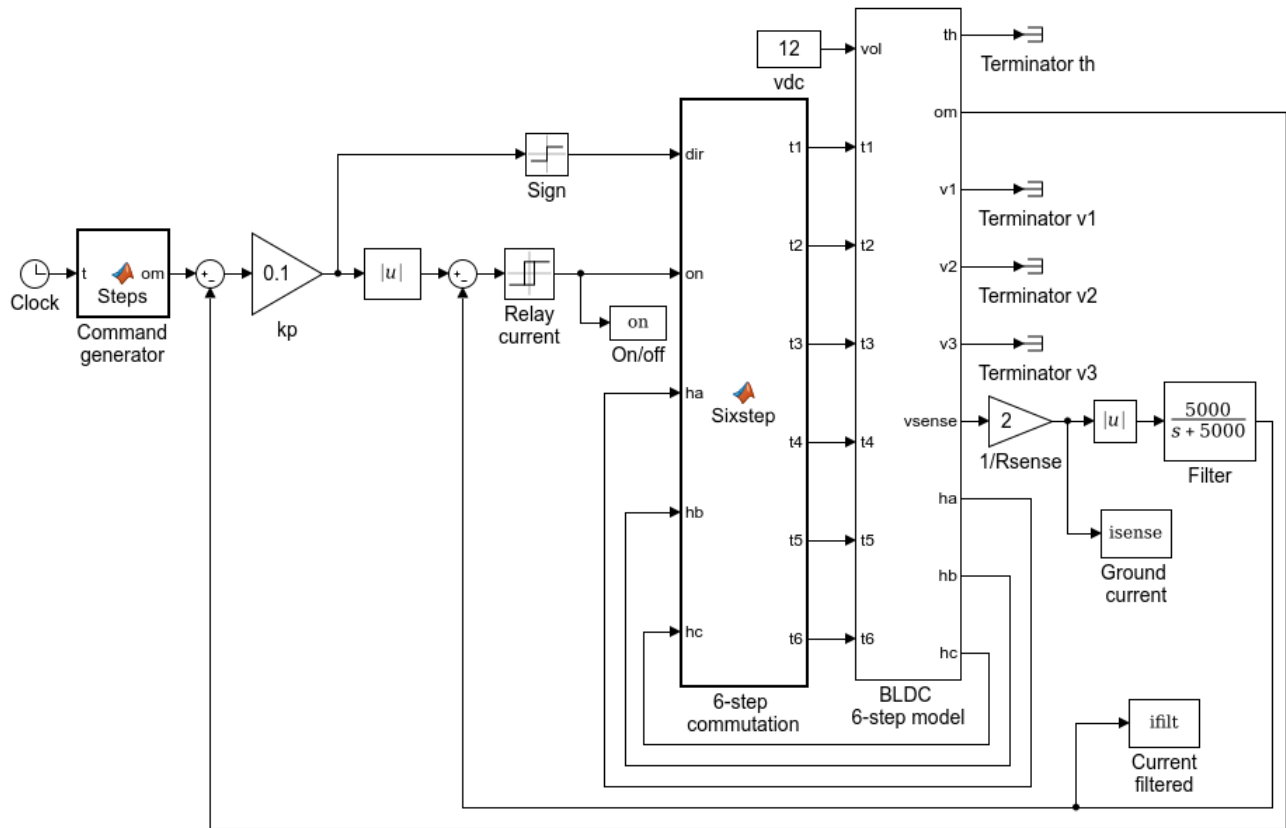 12
vdc
vol
th
Terminator th
om
dir
t1
t1
v1
Terminator v1
Sign
t
om
Steps
Clock
Command
generator
+
−
0.1
kp
|u|
+
−
Relay
current
on
on
On/off
t2
t2
v2
Terminator v2
t3
t3
v3
Terminator v3
ha
Sixstep
t4
t4
vsense
2
1/Rsense
|u|
5000
s + 5000
Filter
ha
isense
Ground
current
hb
t5
t5
hb
hc
t6
t6
hc
6-step
commutation
BLDC
6-step model
ifilt
Current
filtered